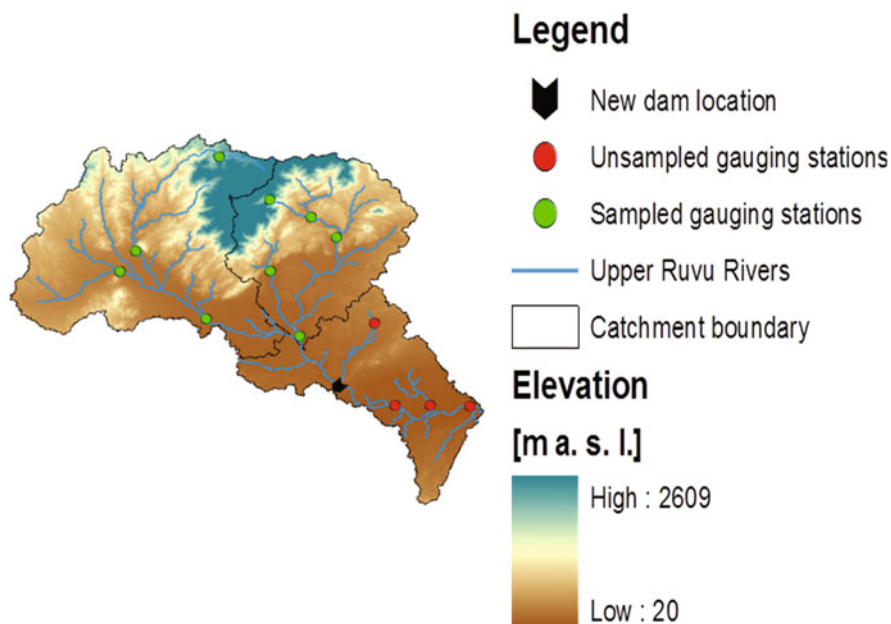 Legend
New dam location
Unsampled gauging stations
Sampled gauging stations
Upper Ruvu Rivers
Catchment boundary
Elevation
[m a. s. l.]
High : 2609
Low : 20